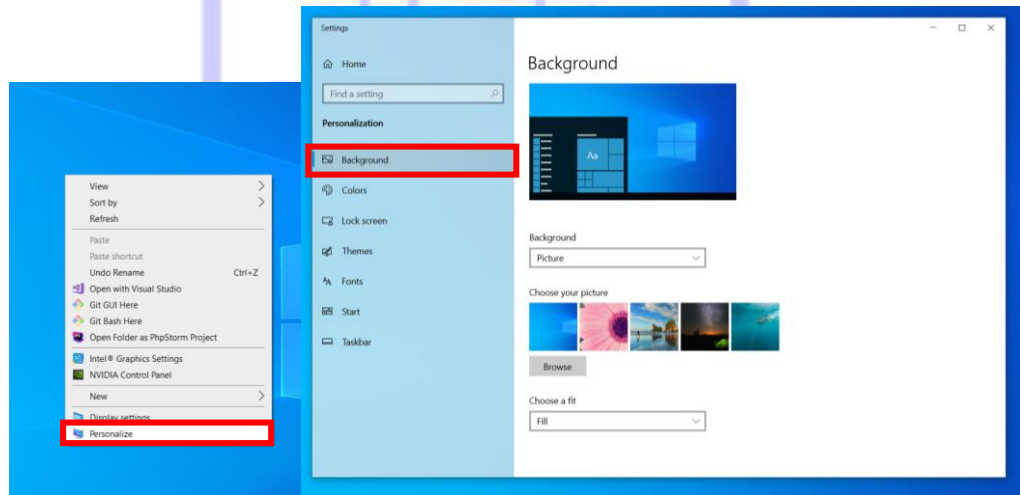 View
Sort by
Refresh
Paste
Paste shortcut
Undo Rename Ctrl+Z
Open with Visual Studio
Git GUI Here
Git Bash Here
Open Folder as PhpStorm Project
Intel® Graphics Settings
NVIDIA Control Panel
New
Display settings
Personalize
Settings
Home
Find a setting
Personalization
Background
Colors
Lock screen
Themes
Fonts
Start
Taskbar
Background
Aa
Background
Picture
Choose your picture
Browse
Choose a fit
Fill